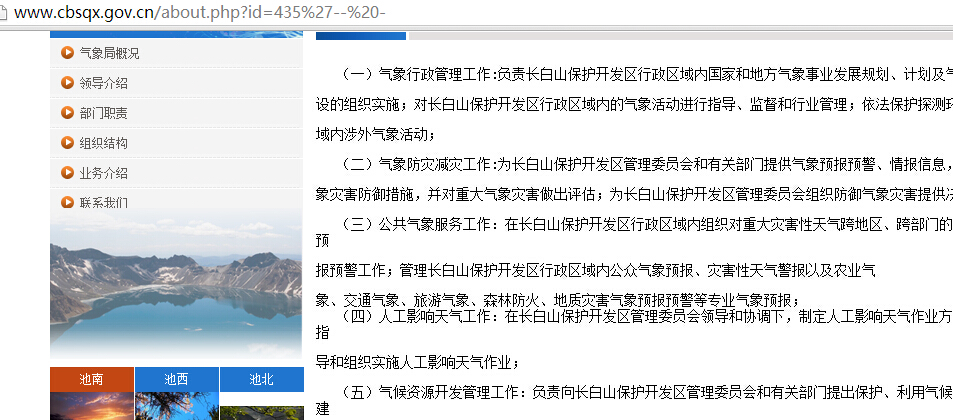 www.cbsqx.gov.cn/about.php?id=435%27--%20-
气象局概况
领导介绍
部门职责
组织结构
业务介绍
联系我们
池南
池西
池北
（一）气象行政管理工作:负责长白山保护开发区行政区域内国家和地方气象事业发展规划、计划及
设的组织实施；对长白山保护开发区行政区域内的气象活动进行指导、监督和行业管理；依法保护探测
域内涉外气象活动；
（二）气象防灾减灾工作:为长白山保护开发区管理委员会和有关部门提供气象预报预警、情报信息，
象灾害防御措施，并对重大气象灾害做出评估；为长白山保护开发区管理委员会组织防御气象灾害提供
（三）公共气象服务工作：在长白山保护开发区行政区域内组织对重大灾害性天气跨地区、跨部门的
预
报预警工作；管理长白山保护开发区行政区域内公众气象预报、灾害性天气警报以及农业气
象、交通气象、旅游气象、森林防火、地质灾害气象预报预警等专业气象预报；
（四）人工影响天气工作：在长白山保护开发区管理委员会领导和协调下，制定人工影响天气作业方
指
导和组织实施人工影响天气作业；
（五）气候资源开发管理工作：负责向长白山保护开发区管理委员会和有关部门提出保护、利用气候
建